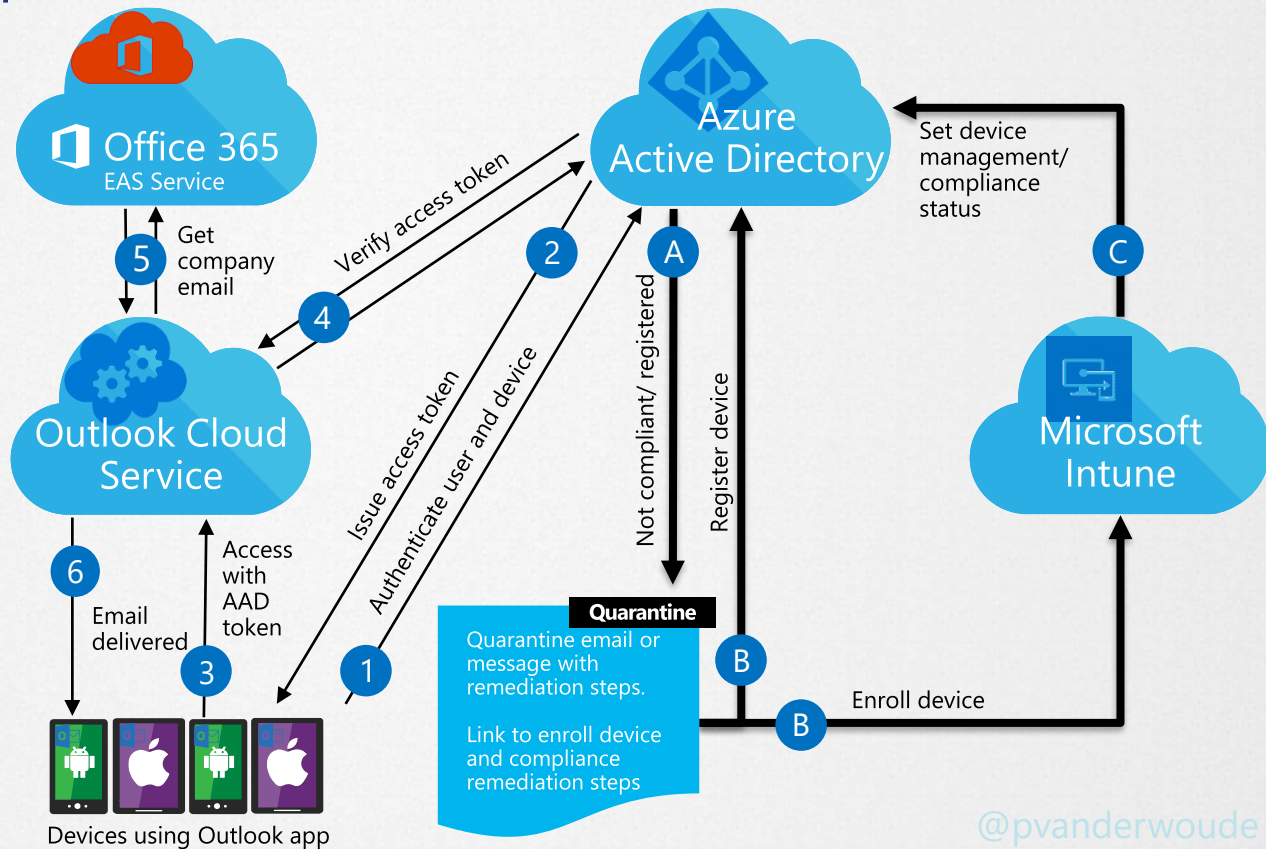 Office 365
EAS Service
Azure
Active Directory
Set device
management/
compliance
status
Verify access token
2
A
C
5
Get
company
email
4
Not compliant/ registered
Register device
Issue access token
Authenticate user and device
Outlook Cloud
Service
Microsoft
Intune
6
Access
with
AAD
token
Email
delivered
3
1
Quarantine
Quarantine email or
message with
remediation steps.
Link to enroll device
and compliance
remediation steps
B
B
Enroll device
Devices using Outlook app
@pvanderwoude